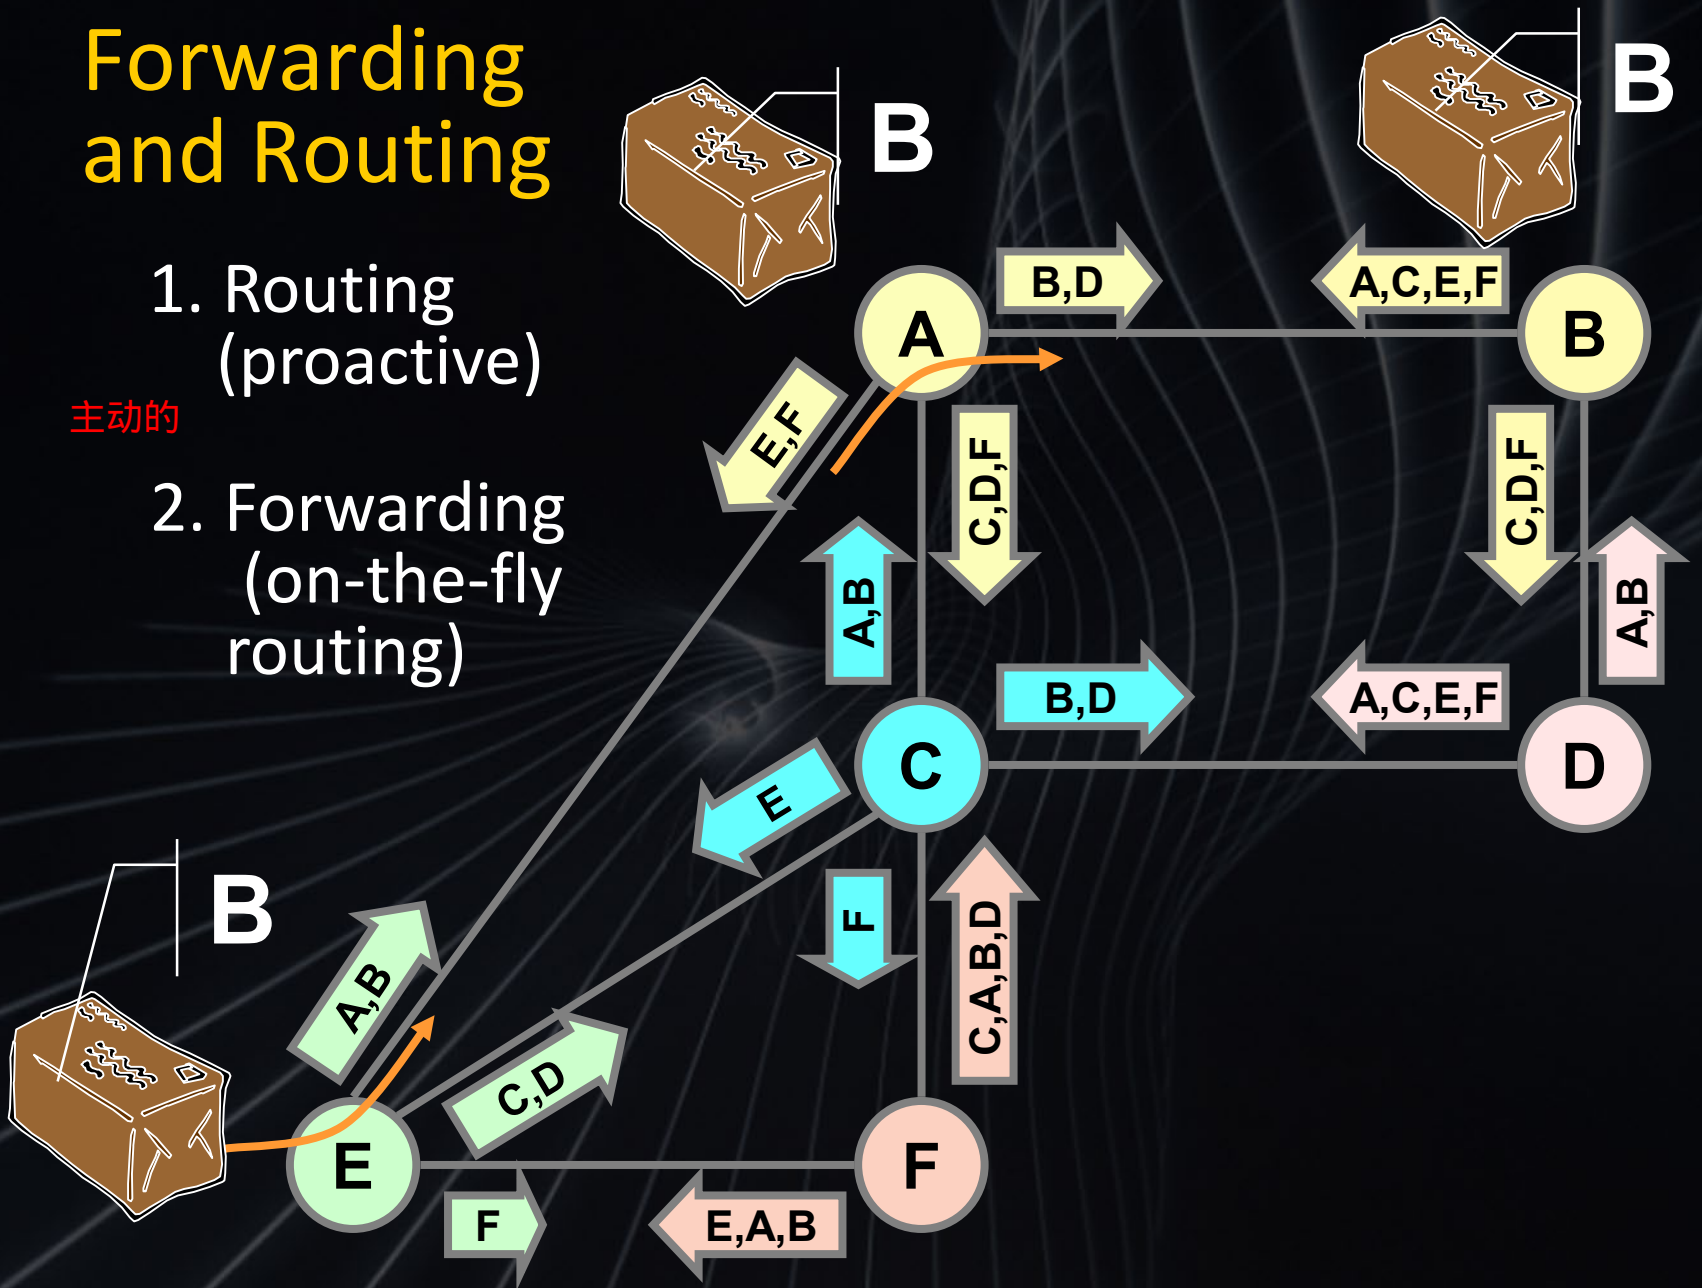 Forwarding
and Routing
1. Routing
(proactive)
主动的
2. Forwarding
(on-the-fly
routing)
B
B
B,D
A,C,E,F
A
B
E,F
C,D,F
C,D,F
A,B
A,B
B,D
A,C,E,F
C
D
E
F
C,A,B,D
B
A,B
C,D
E
F
F
E,A,B